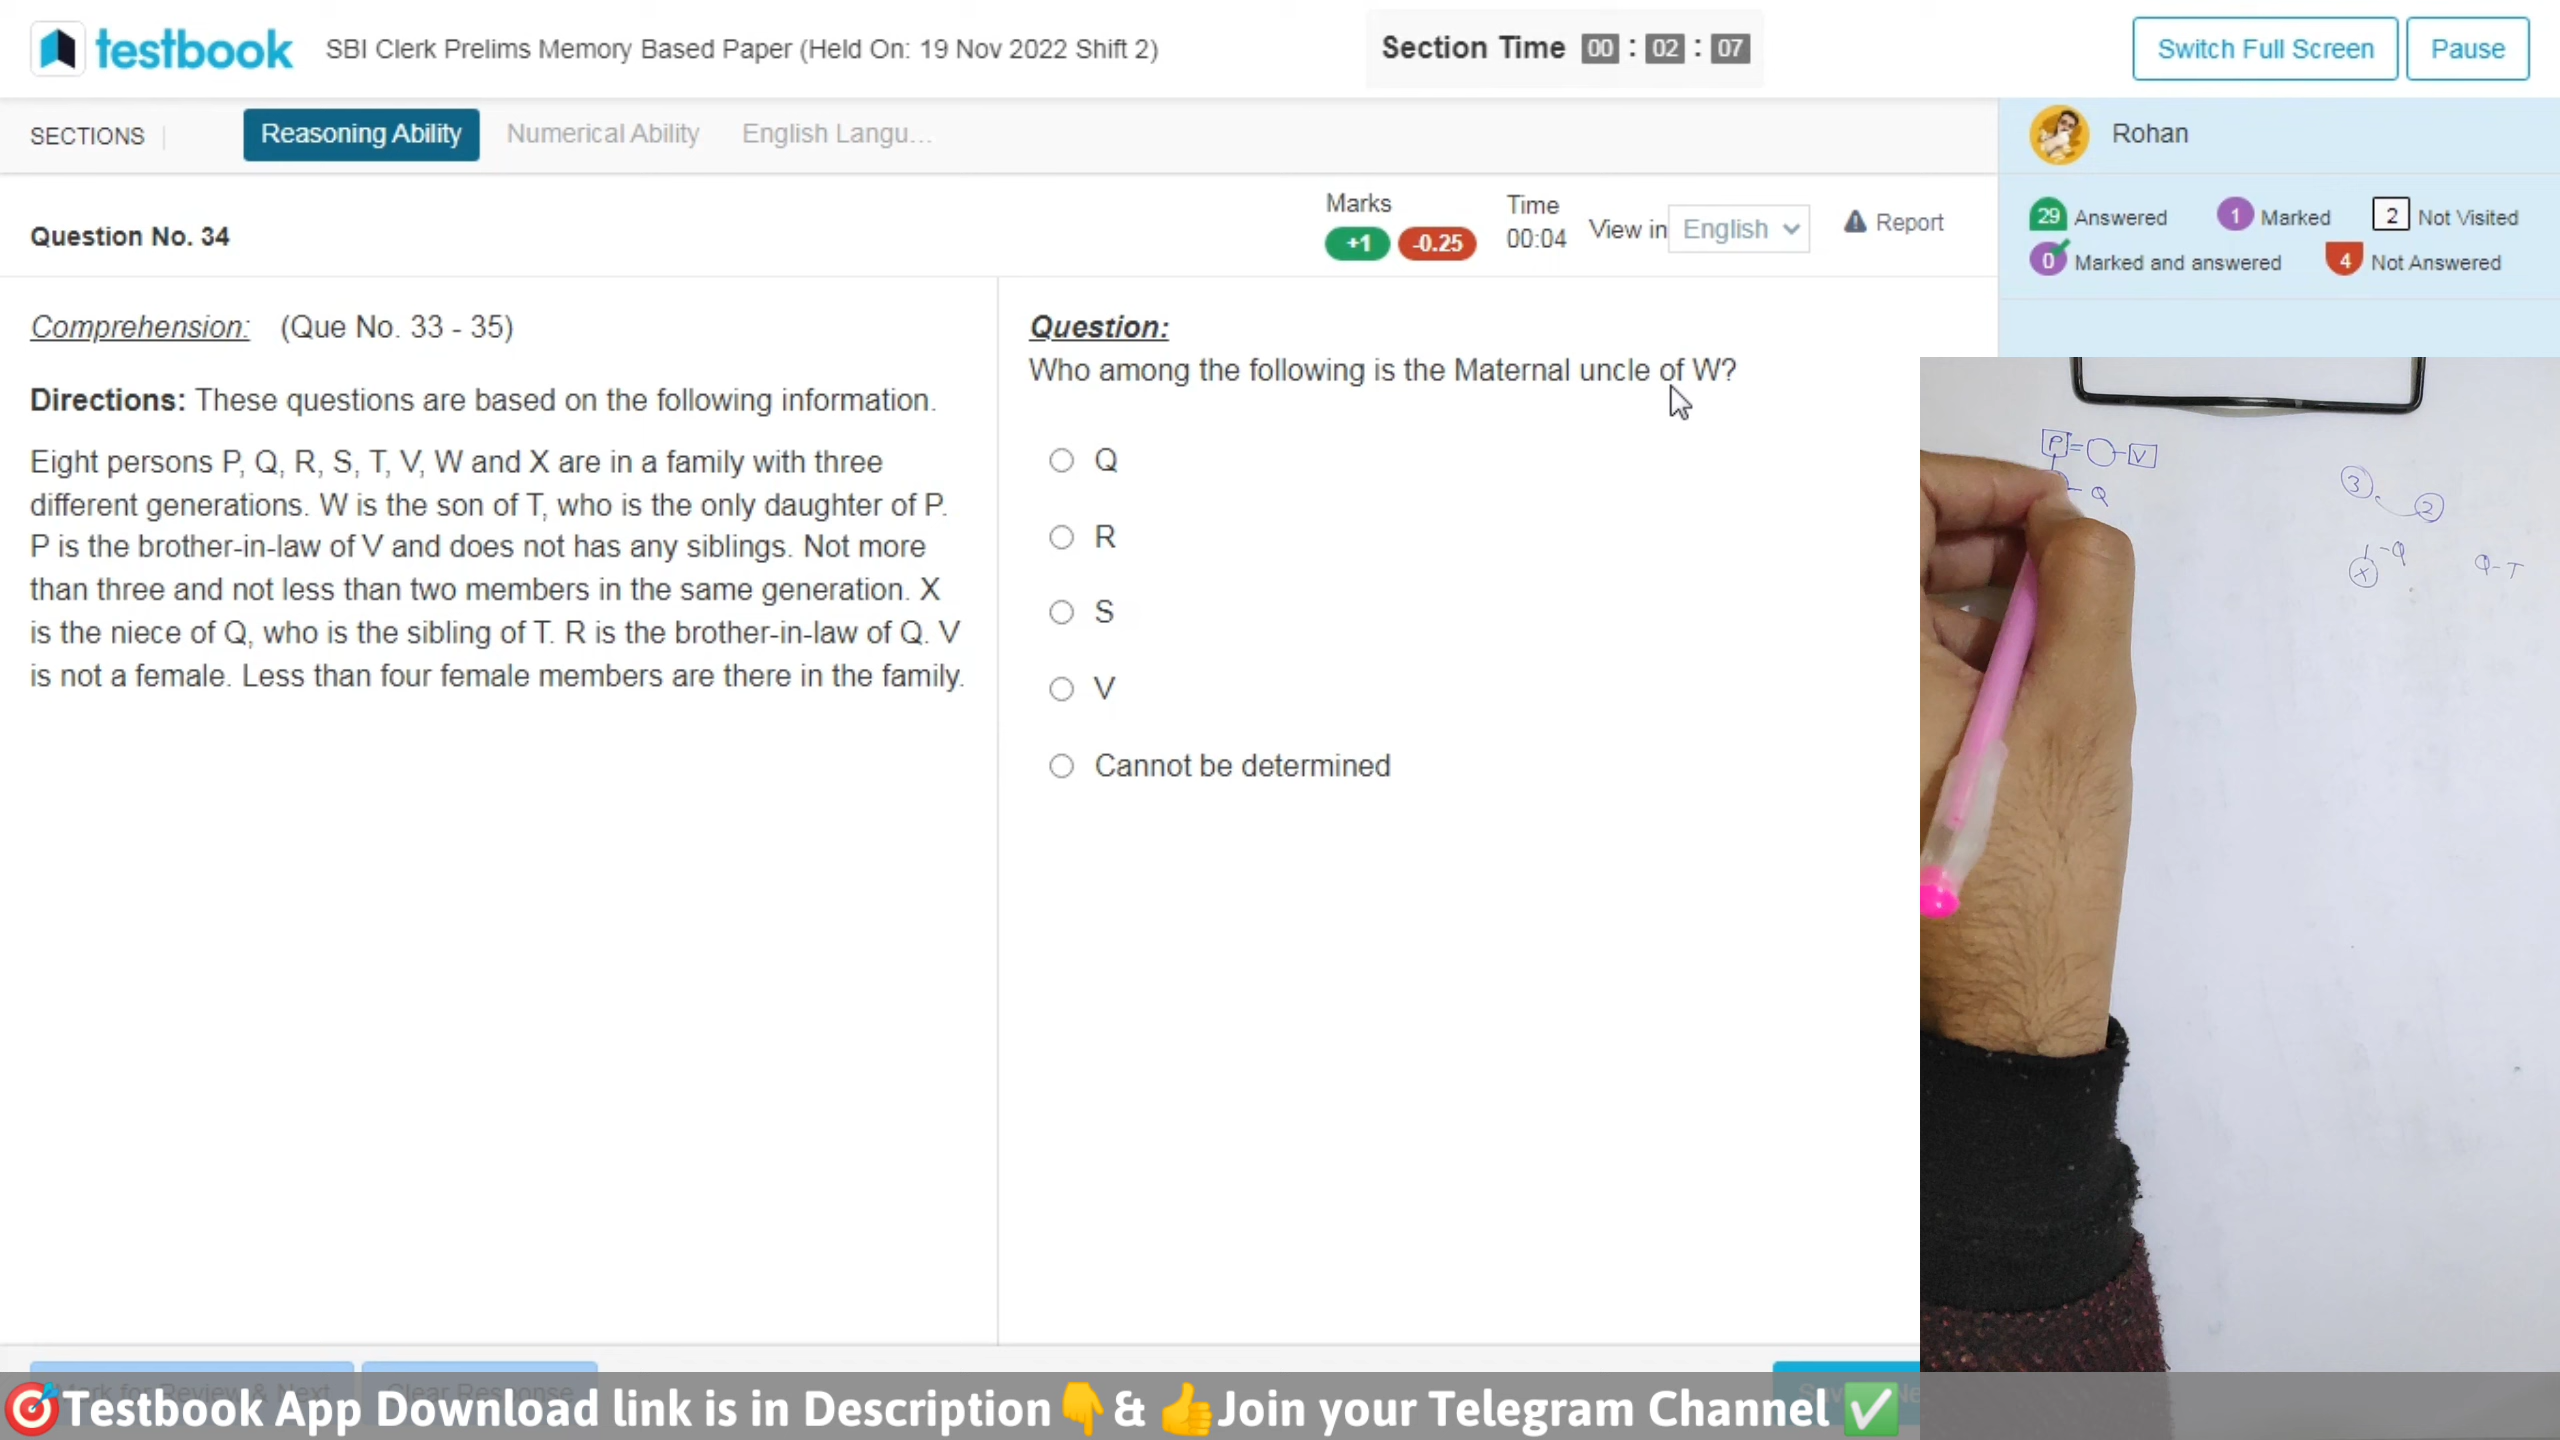 testbook
SBI Clerk Prelims Memory Based Paper (Held On: 19 Nov 2022 Shift 2)
Section Time 00 : 02 : 07
Switch Full Screen
Pause
SECTIONS
Reasoning Ability
Numerical Ability
English Langu...
Rohan
29 Answered
1 Marked
2 Not Visited
0 Marked and answered
4 Not Answered
Question No. 34
Marks
+1 -0.25
Time
00:04
View in English
Report
Comprehension: (Que No. 33 - 35)
Directions: These questions are based on the following information.
Eight persons P, Q, R, S, T, V, W and X are in a family with three
different generations. W is the son of T, who is the only daughter of P.
P is the brother-in-law of V and does not has any siblings. Not more
than three and not less than two members in the same generation. X
is the niece of Q, who is the sibling of T. R is the brother-in-law of Q. V
is not a female. Less than four female members are there in the family.
Question:
Who among the following is the Maternal uncle of W?
Q
R
S
V
Cannot be determined
P = V
- Q
3
2
- Q
X
Q - T
Mark for Review & Next
Clear Response
🎯Testbook App Download link is in Description👇& 👍Join your Telegram Channel ✅